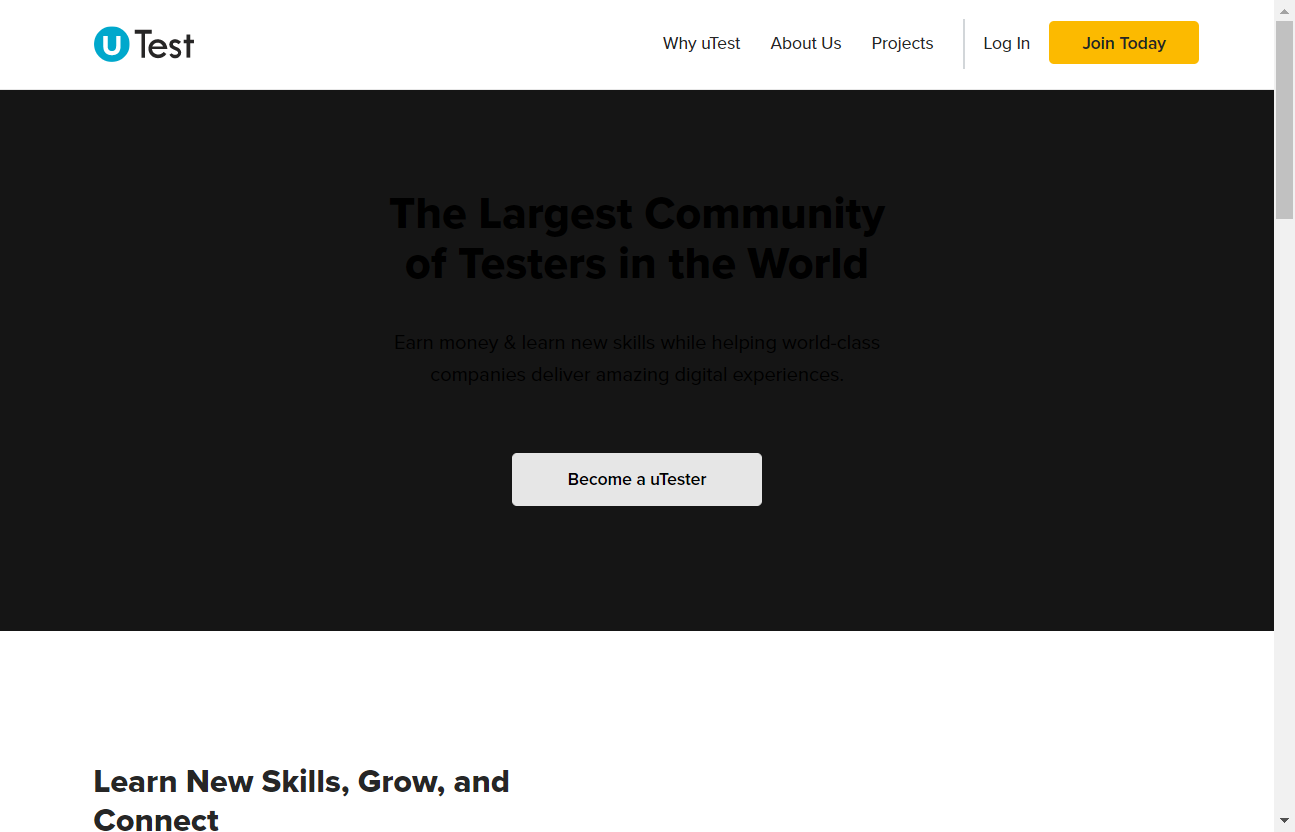 uTest
Why uTest
About Us
Projects
Log In
Join Today
The Largest Community
of Testers in the World
Earn money & learn new skills while helping world-class
companies deliver amazing digital experiences.
Become a uTester
Learn New Skills, Grow, and
Connect